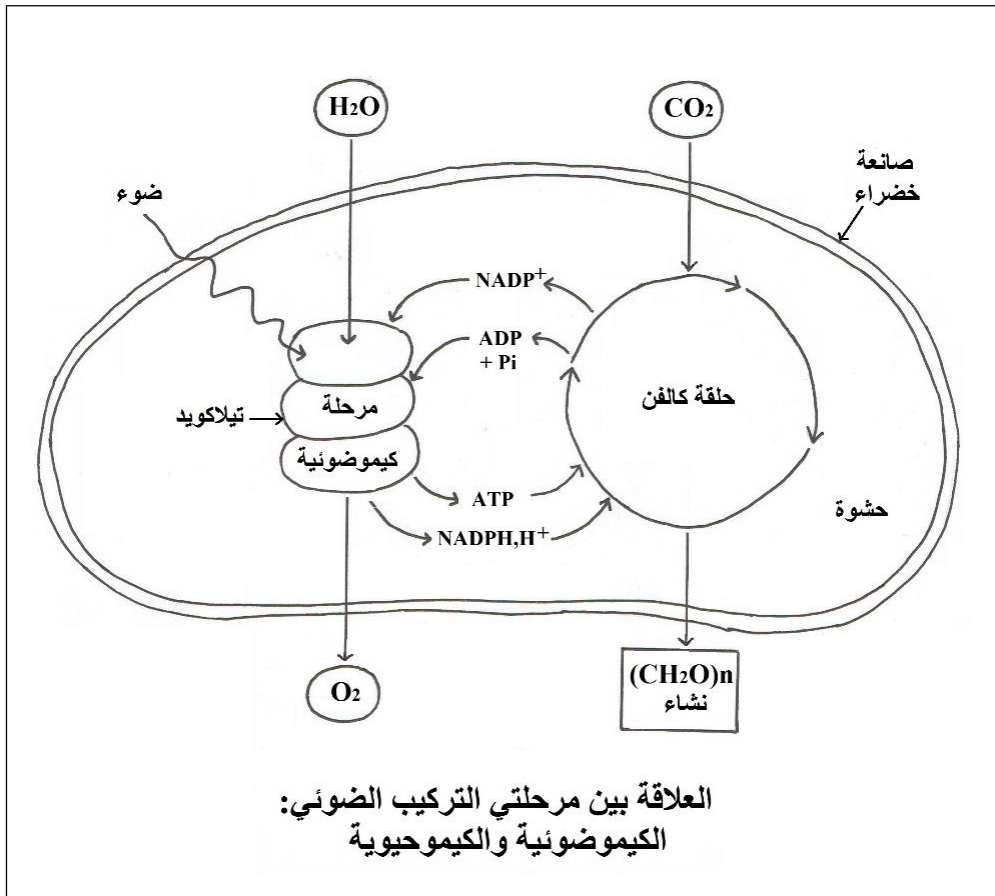 H2O
CO2
صانعة
خضراء
ضوء
NADP+
ADP
+ Pi
حلقة كالفن
مرحلة
تيلاكويد
كيموضوئية
ATP
حشوة
NADPH,H+
O2
(CH2O)n
نشاء
العلاقة بين مرحلتي التركيب الضوئي:
الكيموضوئية والكيموحيوية